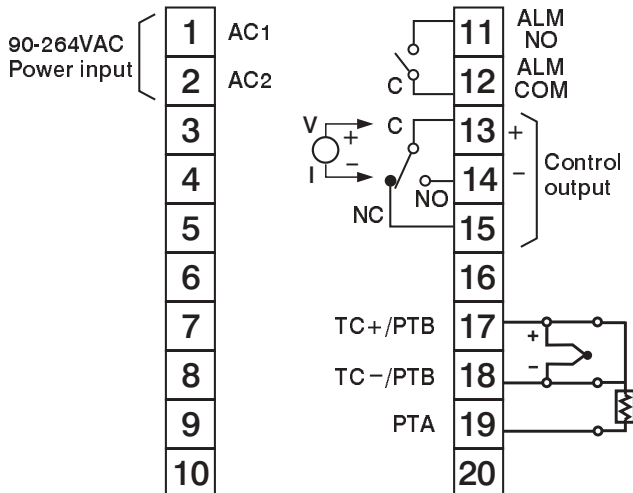 90-264VAC
Power input
1 AC1
2 AC2
3
4
5
6
7
8
9
10
11 ALM
NO
12 ALM
COM
C
13 +
14 −
15
Control
output
V + C
I −
NO
NC
16
TC+/PTB 17 +
TC−/PTB 18 −
PTA 19
20